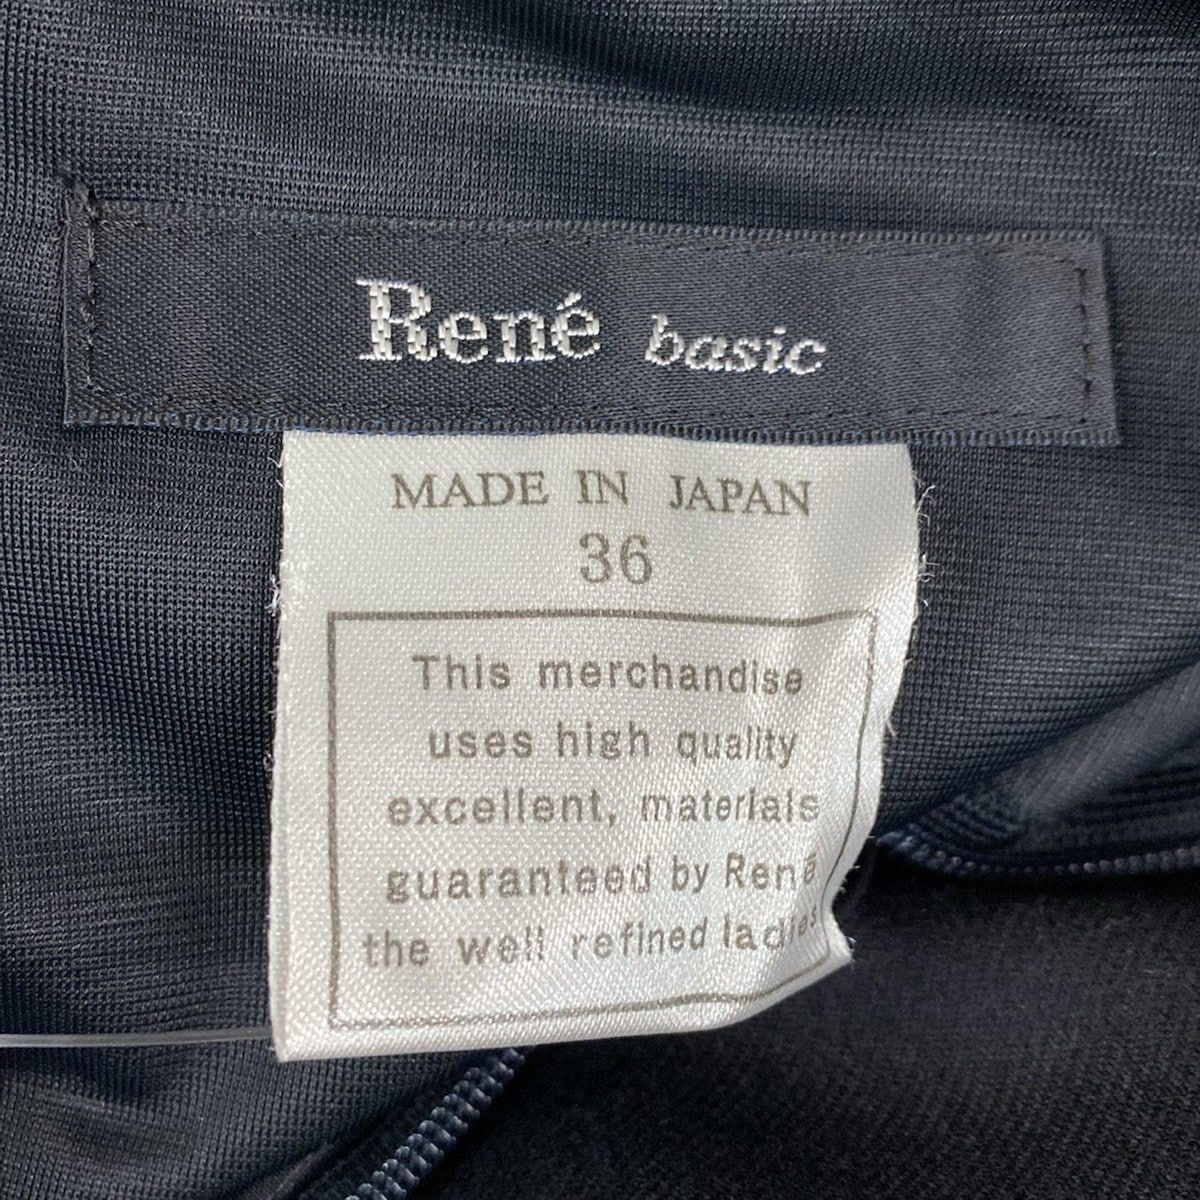 René basic
MADE IN JAPAN
36
This merchandise
uses high quality
excellent, materials
guaranteed by René
the well refined ladies